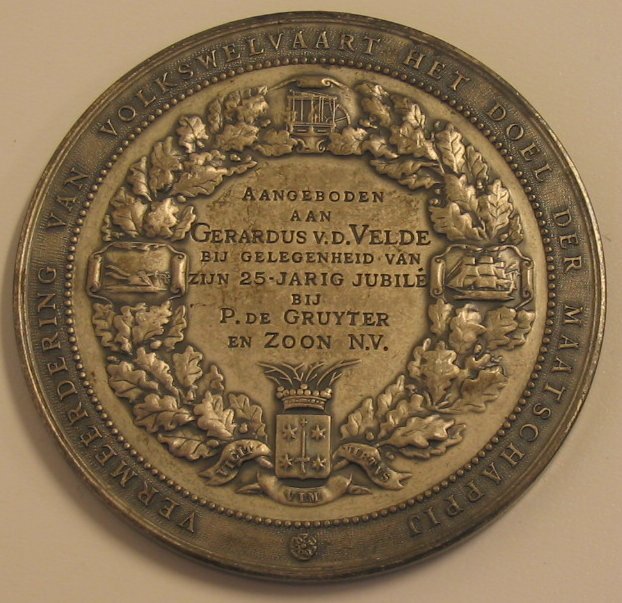 VERMEERDERING VAN VOLKSWELVAART HET DOEL DER MAATSCHAPPIJ
AANGEBODEN
AAN
GERARDUS V.D. VELDE
BIJ GELEGENHEID VAN
ZIJN 25-JARIG JUBILÉ
BIJ
P. DE GRUYTER
EN ZOON N.V.
VIM